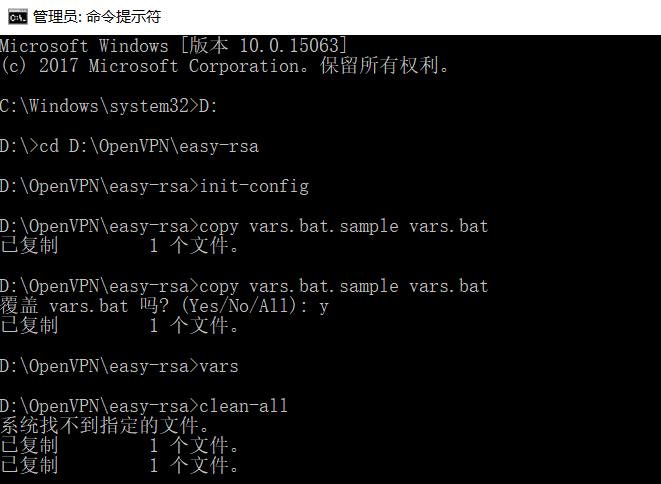 管理员: 命令提示符
Microsoft Windows [版本 10.0.15063]
(c) 2017 Microsoft Corporation。保留所有权利。
C:\Windows\system32>D:
D:\>cd D:\OpenVPN\easy-rsa
D:\OpenVPN\easy-rsa>init-config
D:\OpenVPN\easy-rsa>copy vars.bat.sample vars.bat
已复制         1 个文件。
D:\OpenVPN\easy-rsa>copy vars.bat.sample vars.bat
覆盖 vars.bat 吗? (Yes/No/All): y
已复制         1 个文件。
D:\OpenVPN\easy-rsa>vars
D:\OpenVPN\easy-rsa>clean-all
系统找不到指定的文件。
已复制         1 个文件。
已复制         1 个文件。